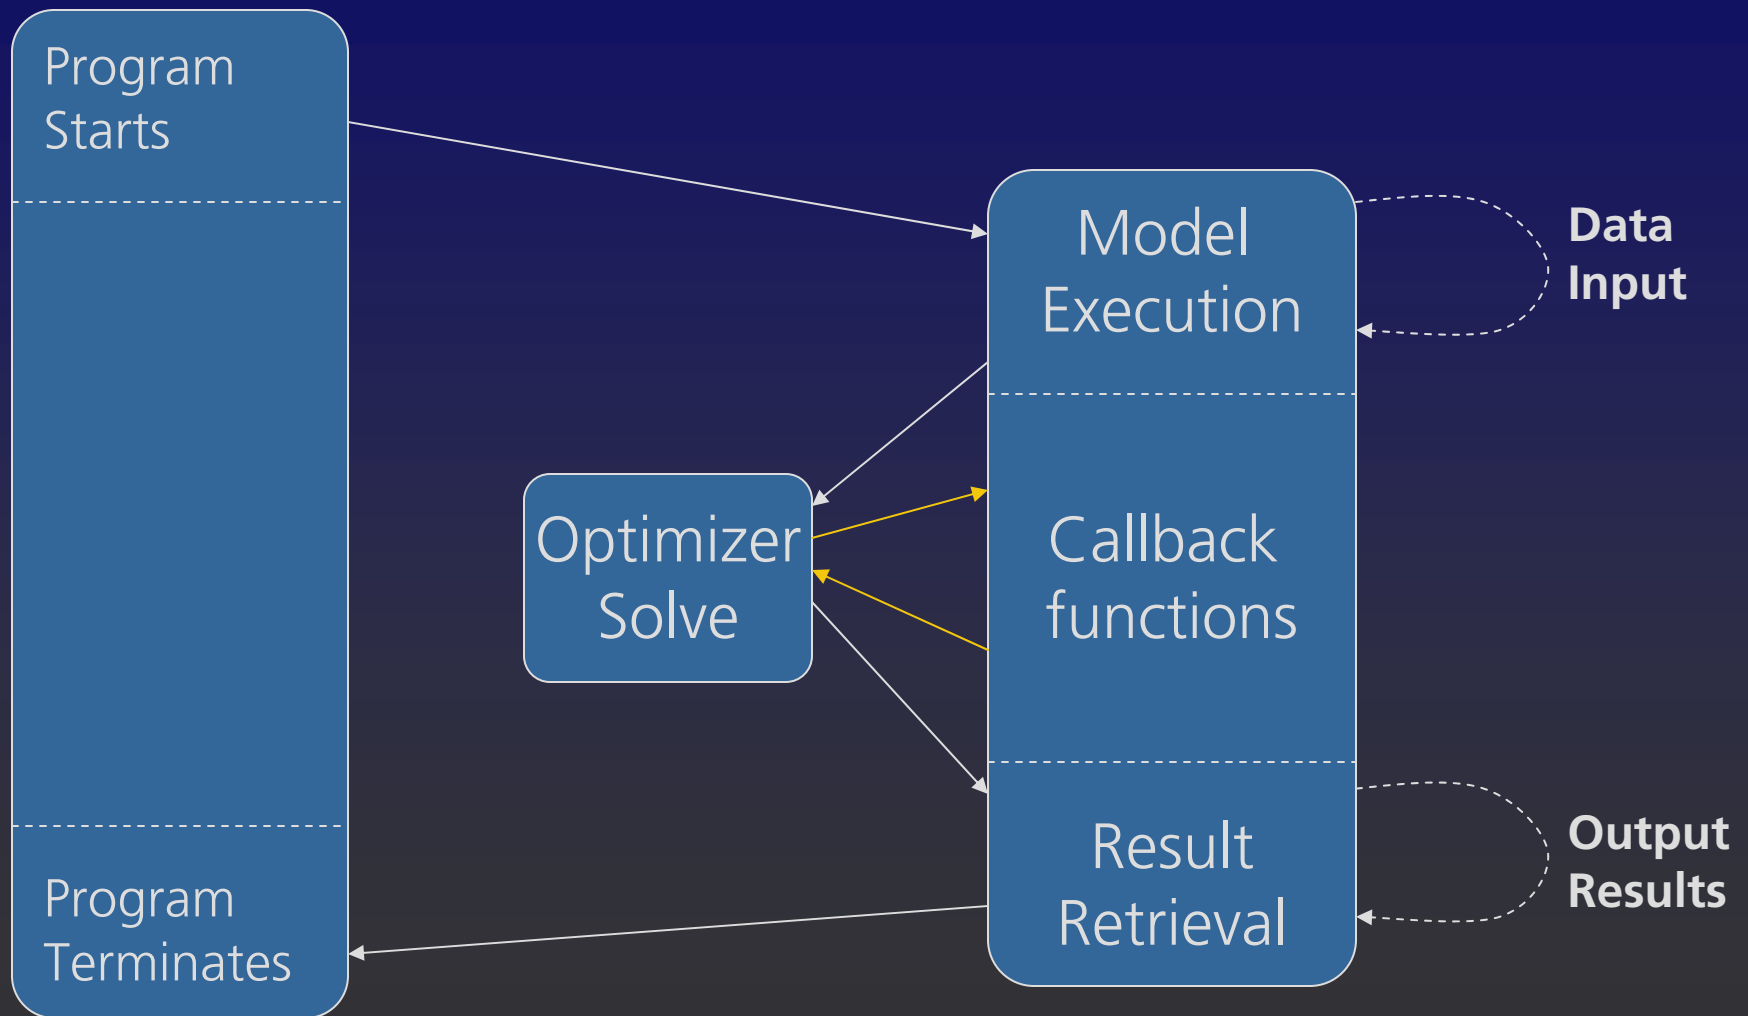 Program
Starts
Model
Execution
Data
Input
Optimizer
Solve
Callback
functions
Result
Retrieval
Output
Results
Program
Terminates